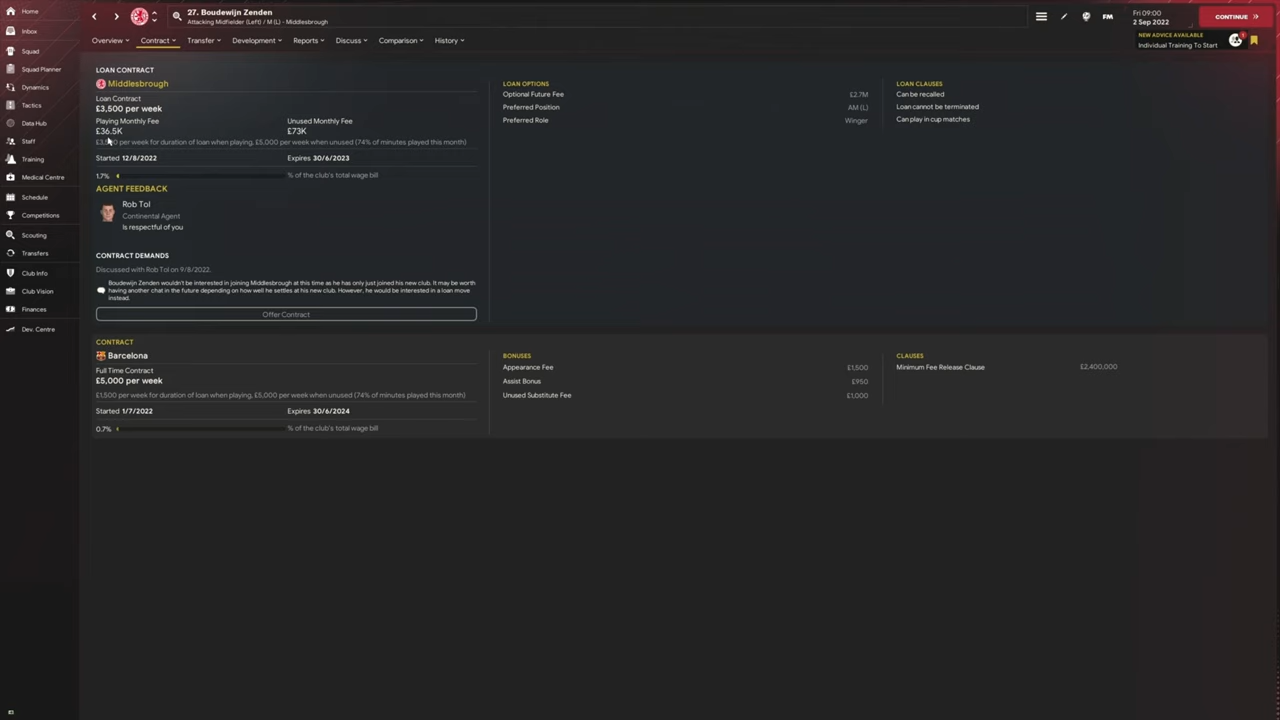 Home
Inbox
Squad
Squad Planner
Dynamics
Tactics
Data Hub
Staff
Training
Medical Centre
Schedule
Competitions
Scouting
Transfers
Club Info
Club Vision
Finances
Dev. Centre
27. Boudewijn Zenden
Attacking Midfielder (Left) / M (L) - Middlesbrough
FM
Fri 09:00
2 Sep 2022
CONTINUE
Overview
Contract
Transfer
Development
Reports
Discuss
Comparison
History
NEW ADVICE AVAILABLE
Individual Training To Start
LOAN CONTRACT
Middlesbrough
Loan Contract
£3,500 per week
Playing Monthly Fee
£36.5K
Unused Monthly Fee
£73K
per week for duration of loan when playing, £5,000 per week when unused (74% of minutes played this month)
Started 12/8/2022
Expires 30/6/2023
1.7%
% of the club's total wage bill
LOAN OPTIONS
Optional Future Fee £2.7M
Preferred Position AM (L)
Preferred Role Winger
LOAN CLAUSES
Can be recalled
Loan cannot be terminated
Can play in cup matches
AGENT FEEDBACK
Rob Tol
Continental Agent
Is respectful of you
CONTRACT DEMANDS
Discussed with Rob Tol on 9/8/2022.
Boudewijn Zenden wouldn't be interested in joining Middlesbrough at this time as he has only just joined his new club. It may be worth
having another chat in the future depending on how well he settles at his new club. However, he would be interested in a loan move
instead.
Offer Contract
CONTRACT
Barcelona
Full Time Contract
£5,000 per week
£1,500 per week for duration of loan when playing, £5,000 per week when unused (74% of minutes played this month)
Started 1/7/2022
Expires 30/6/2024
0.7%
% of the club's total wage bill
BONUSES
Appearance Fee £1,500
Assist Bonus £950
Unused Substitute Fee £1,000
CLAUSES
Minimum Fee Release Clause £2,400,000